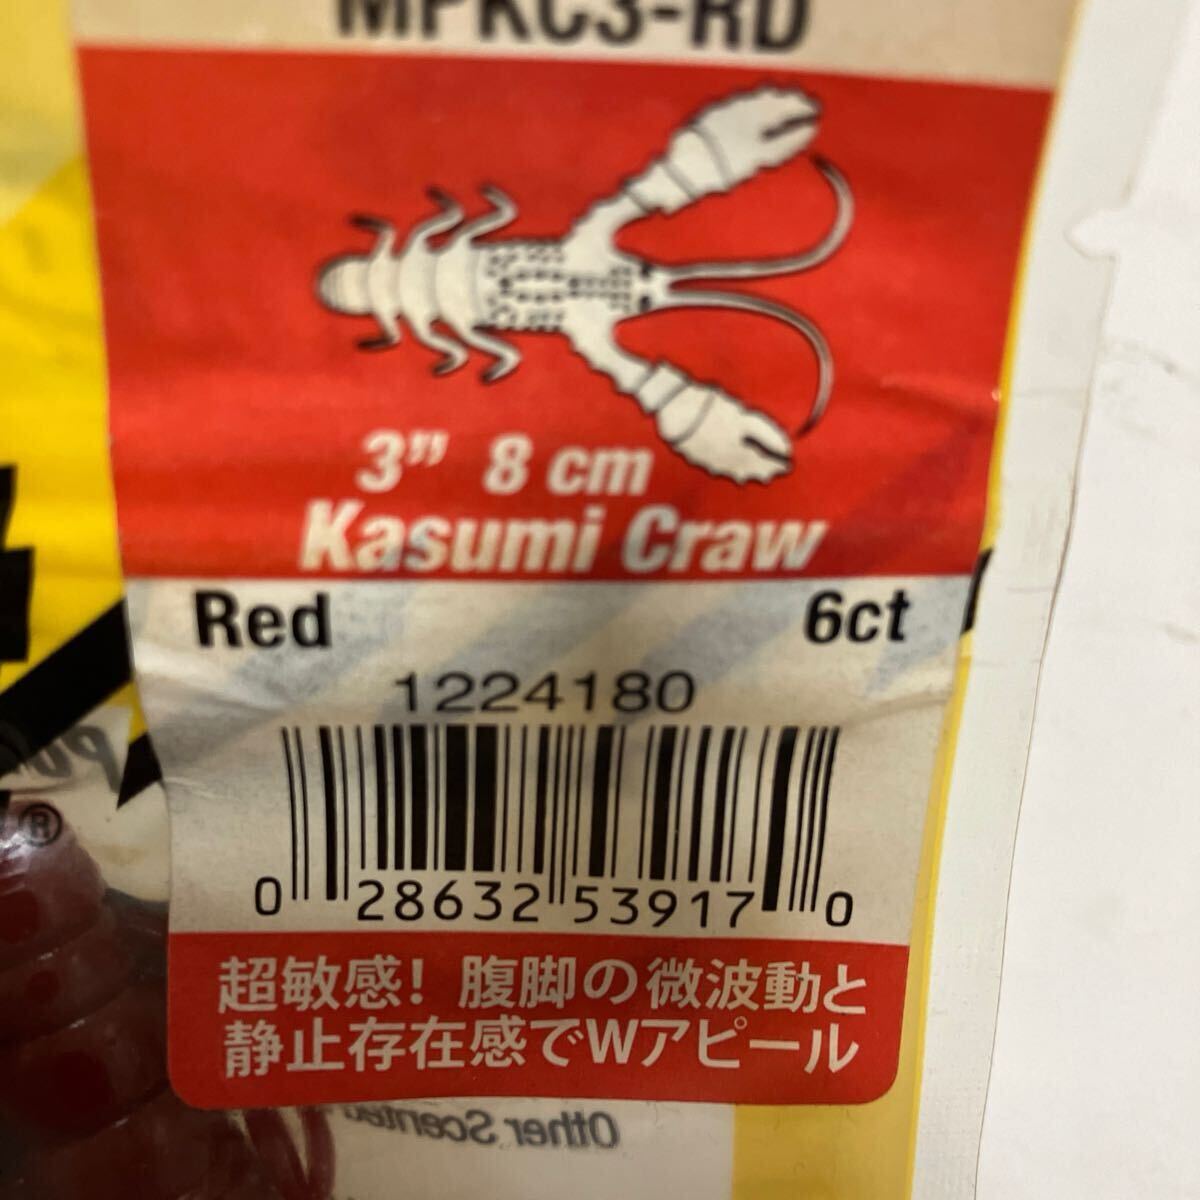 MPKC3-RD
3" 8 cm
Kasumi Craw
Red 6ct
1224180
0 28632 53917 0
超敏感！腹脚の微波動と
静止存在感でWアピール
®
Other Scented